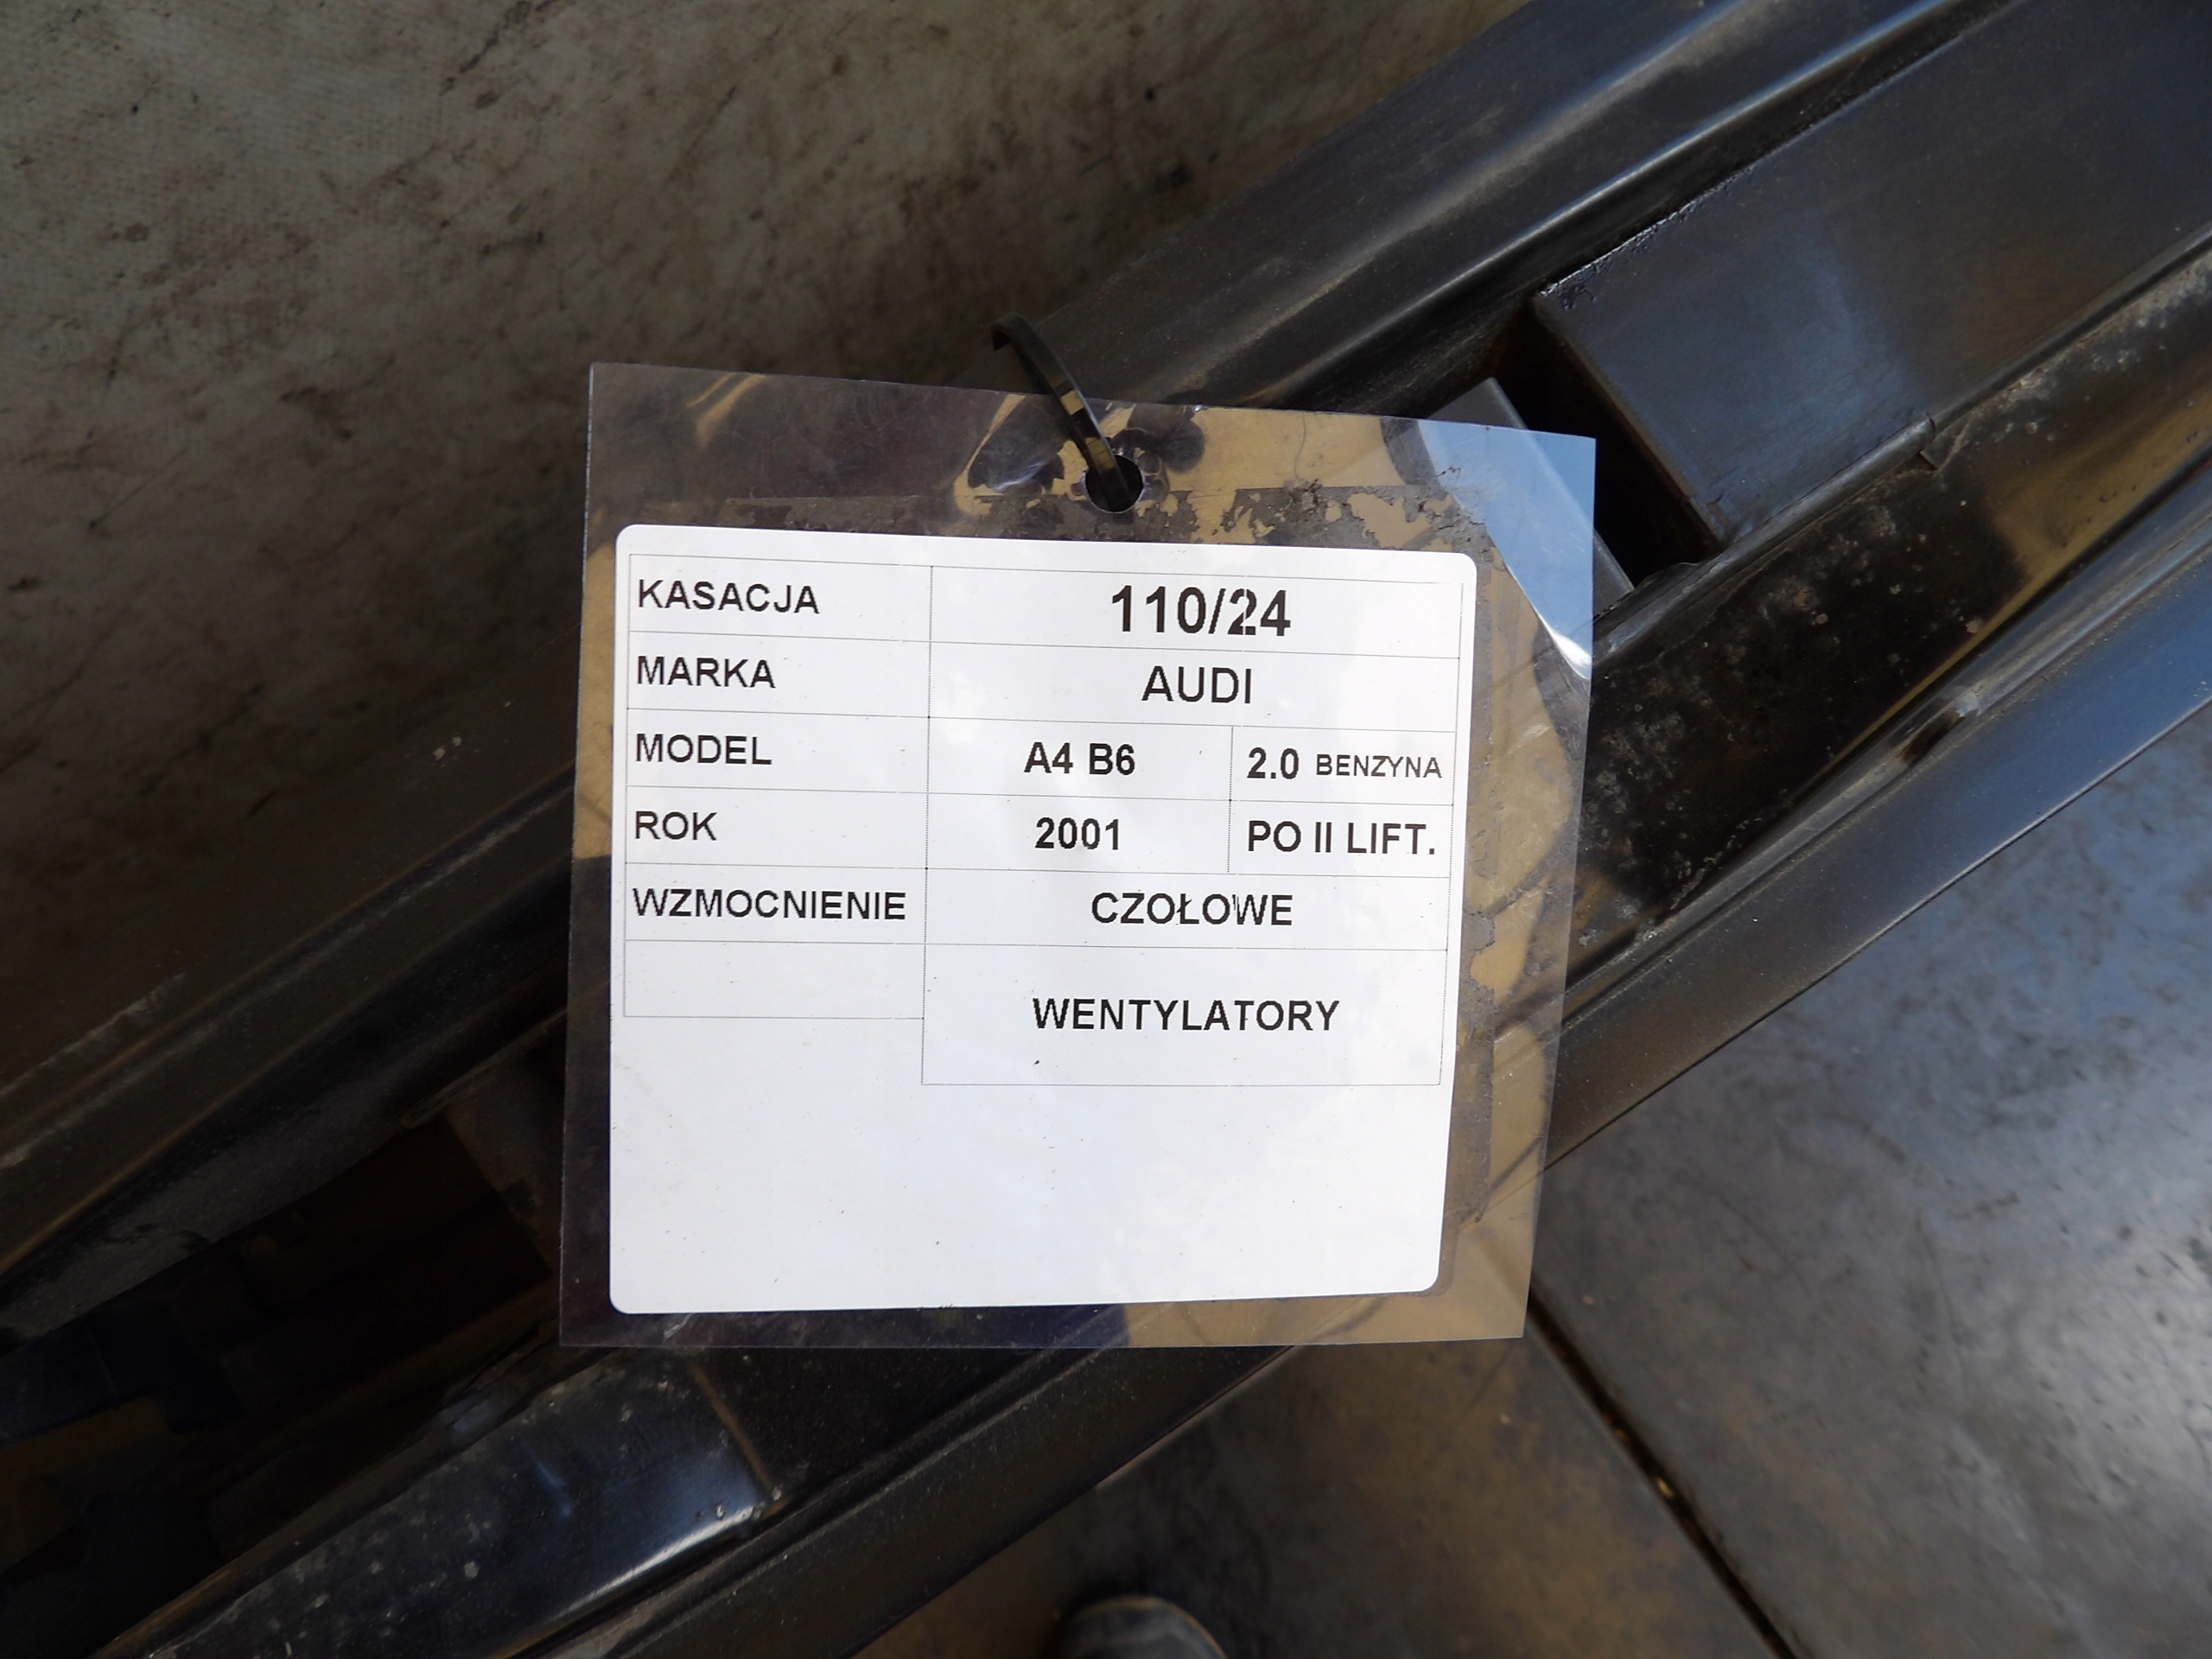 KASACJA 110/24
MARKA AUDI
MODEL A4 B6 2.0 BENZYNA
ROK 2001 PO II LIFT.
WZMOCNIENIE CZOŁOWE
WENTYLATORY